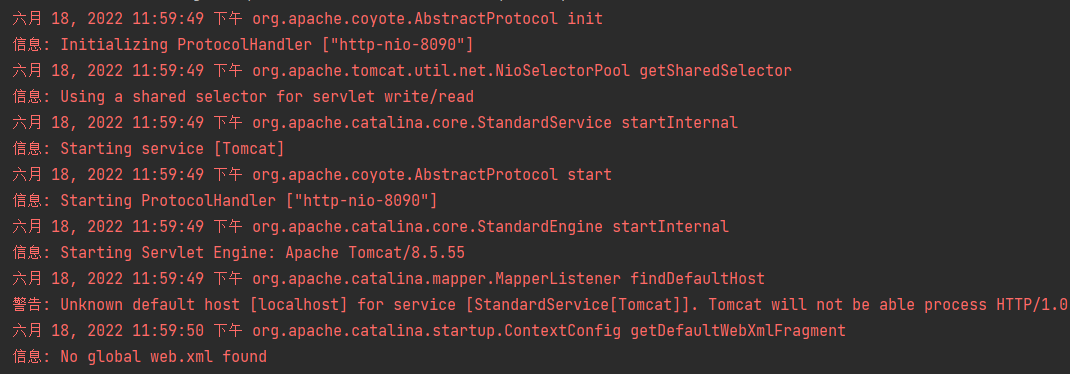 六月 18, 2022 11:59:49 下午 org.apache.coyote.AbstractProtocol init
信息: Initializing ProtocolHandler ["http-nio-8090"]
六月 18, 2022 11:59:49 下午 org.apache.tomcat.util.net.NioSelectorPool getSharedSelector
信息: Using a shared selector for servlet write/read
六月 18, 2022 11:59:49 下午 org.apache.catalina.core.StandardService startInternal
信息: Starting service [Tomcat]
六月 18, 2022 11:59:49 下午 org.apache.coyote.AbstractProtocol start
信息: Starting ProtocolHandler ["http-nio-8090"]
六月 18, 2022 11:59:49 下午 org.apache.catalina.core.StandardEngine startInternal
信息: Starting Servlet Engine: Apache Tomcat/8.5.55
六月 18, 2022 11:59:49 下午 org.apache.catalina.mapper.MapperListener findDefaultHost
警告: Unknown default host [localhost] for service [StandardService[Tomcat]]. Tomcat will not be able process HTTP/1.0
六月 18, 2022 11:59:50 下午 org.apache.catalina.startup.ContextConfig getDefaultWebXmlFragment
信息: No global web.xml found